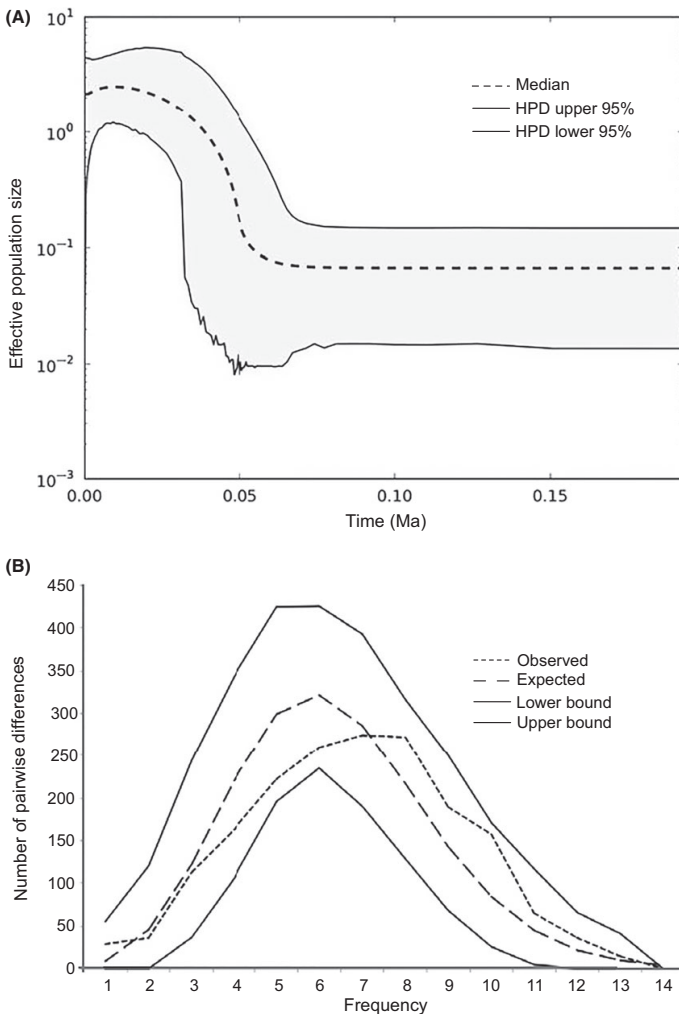 (A)
10^1
10^0
10^−1
10^−2
10^−3
Effective population size
Median
HPD upper 95%
HPD lower 95%
0.00 0.05 0.10 0.15
Time (Ma)
(B)
450
400
350
300
250
200
150
100
50
0
Number of pairwise differences
Observed
Expected
Lower bound
Upper bound
1 2 3 4 5 6 7 8 9 10 11 12 13 14
Frequency